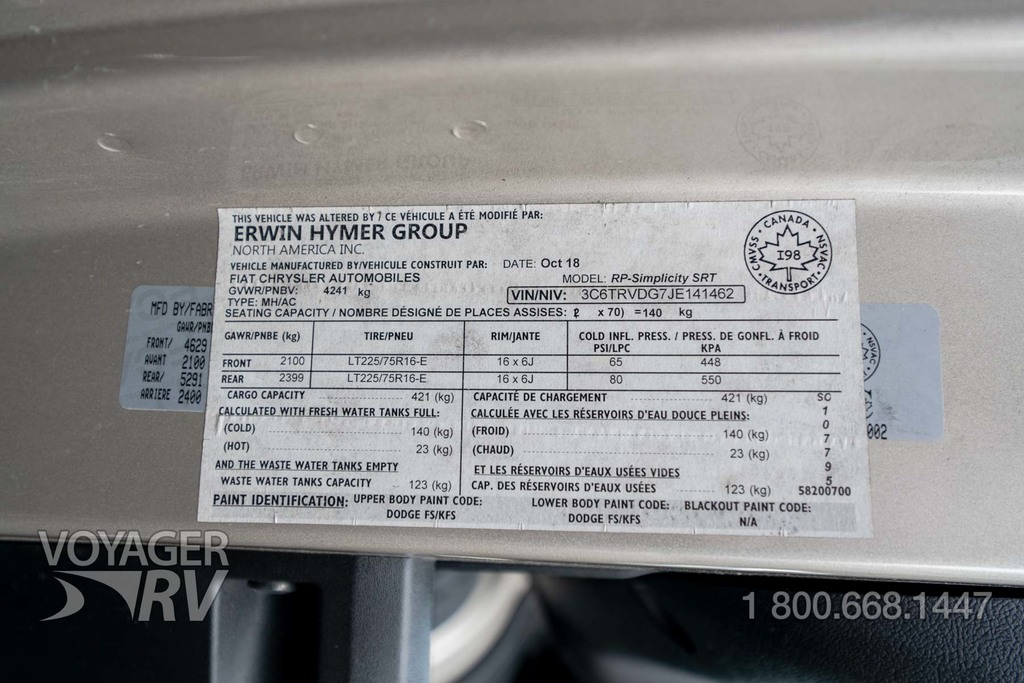 THIS VEHICLE WAS ALTERED BY / CE VÉHICULE A ÉTÉ MODIFIÉ PAR:
ERWIN HYMER GROUP
NORTH AMERICA INC.
VEHICLE MANUFACTURED BY/VEHICULE CONSTRUIT PAR: DATE: Oct 18
FIAT CHRYSLER AUTOMOBILES MODEL: RP-Simplicity SRT
GVWR/PNBV: 4241 kg
TYPE: MH/AC VIN/NIV: 3C6TRVDG7JE141462
SEATING CAPACITY / NOMBRE DÉSIGNÉ DE PLACES ASSISES: x 70) = 140 kg
CANADA
CMVSS NSVAC
198
TRANSPORT
GAWR/PNBE (kg) TIRE/PNEU RIM/JANTE COLD INFL. PRESS. / PRESS. DE GONFL. À FROID
PSI/LPC KPA
FRONT 2100 LT225/75R16-E 16 x 6J 65 448
REAR 2399 LT225/75R16-E 16 x 6J 80 550
CARGO CAPACITY 421 (kg) CAPACITÉ DE CHARGEMENT 421 (kg)
CALCULATED WITH FRESH WATER TANKS FULL: CALCULÉE AVEC LES RÉSERVOIRS D'EAU DOUCE PLEINS:
(COLD) 140 (kg) (FROID) 140 (kg)
(HOT) 23 (kg) (CHAUD) 23 (kg)
AND THE WASTE WATER TANKS EMPTY ET LES RÉSERVOIRS D'EAUX USÉES VIDES
WASTE WATER TANKS CAPACITY 123 (kg) CAP. DES RÉSERVOIRS D'EAUX USÉES 123 (kg)
SO
1
0
7
7
9
5
58200700
PAINT IDENTIFICATION: UPPER BODY PAINT CODE: LOWER BODY PAINT CODE: BLACKOUT PAINT CODE:
DODGE FS/KFS DODGE FS/KFS N/A
MFD BY/FABR
GAWR/PNB
FRONT/ 4629
AVANT 2100
REAR/ 5291
ARRIERE 2400
NSVAC
002
VOYAGER
RV
1 800.668.1447